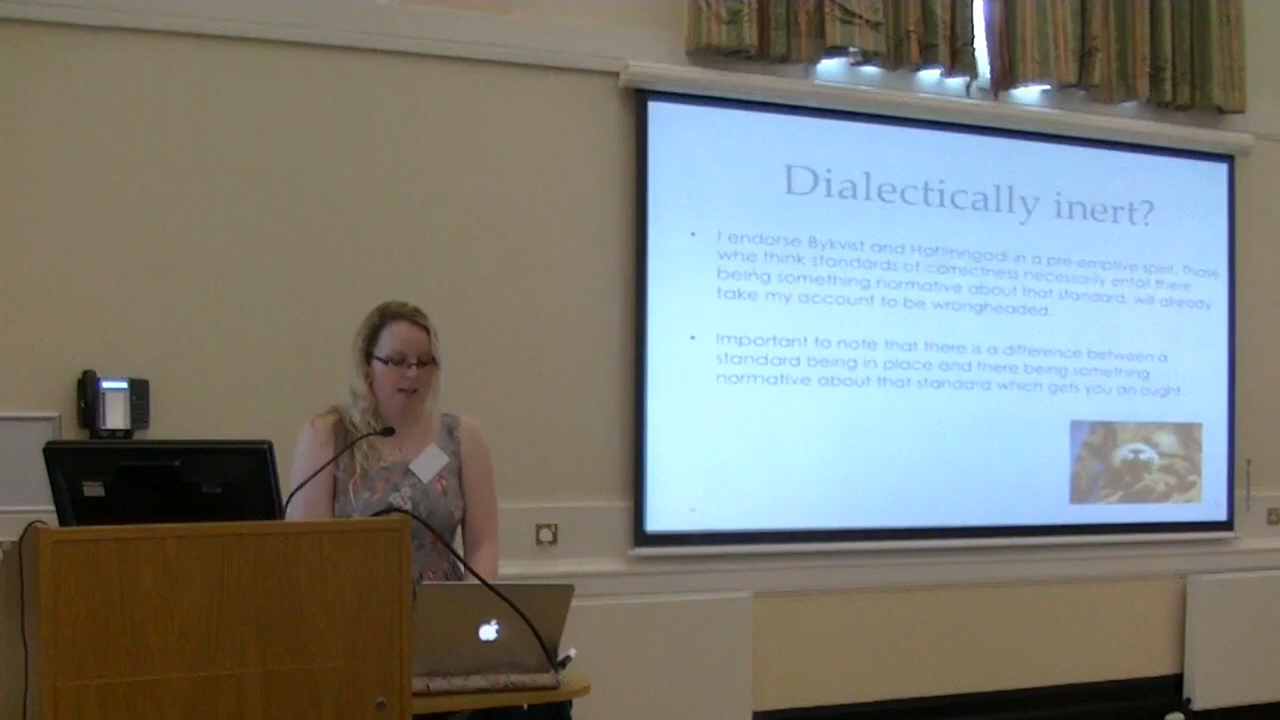 Dialectically inert?
• I endorse Bykvist and in a pre-emptive spirit. Those
who think standards of correctness necessarily entail there
being something normative about that standard, will already
take my account to be wrongheaded.
• Important to note that there is a difference between a
standard being in place and there being something
normative about that standard which gets you an ought.